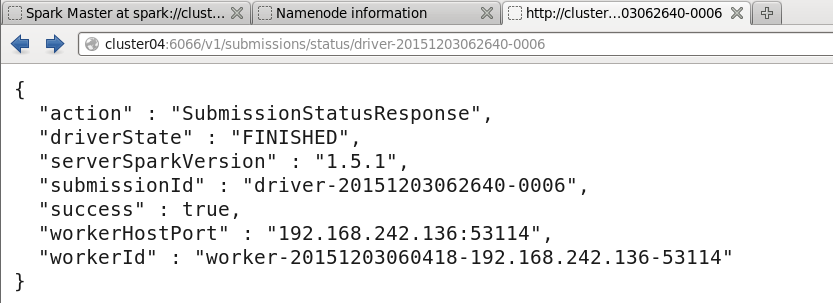 Spark Master at spark://clust...
Namenode information
http://cluster...03062640-0006
cluster04:6066/v1/submissions/status/driver-20151203062640-0006
{
"action" : "SubmissionStatusResponse",
"driverState" : "FINISHED",
"serverSparkVersion" : "1.5.1",
"submissionId" : "driver-20151203062640-0006",
"success" : true,
"workerHostPort" : "192.168.242.136:53114",
"workerId" : "worker-20151203060418-192.168.242.136-53114"
}